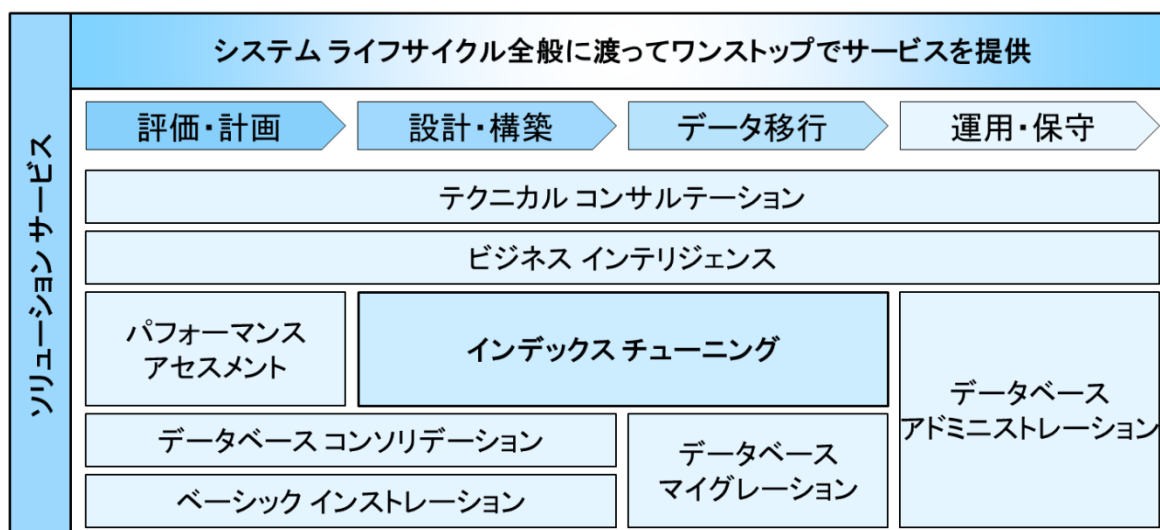 ソリューション サービス
システム ライフサイクル全般に渡ってワンストップでサービスを提供
評価・計画
設計・構築
データ移行
運用・保守
テクニカル コンサルテーション
ビジネス インテリジェンス
パフォーマンス
アセスメント
インデックス チューニング
データベース
アドミニストレーション
データベース コンソリデーション
データベース
マイグレーション
ベーシック インストレーション